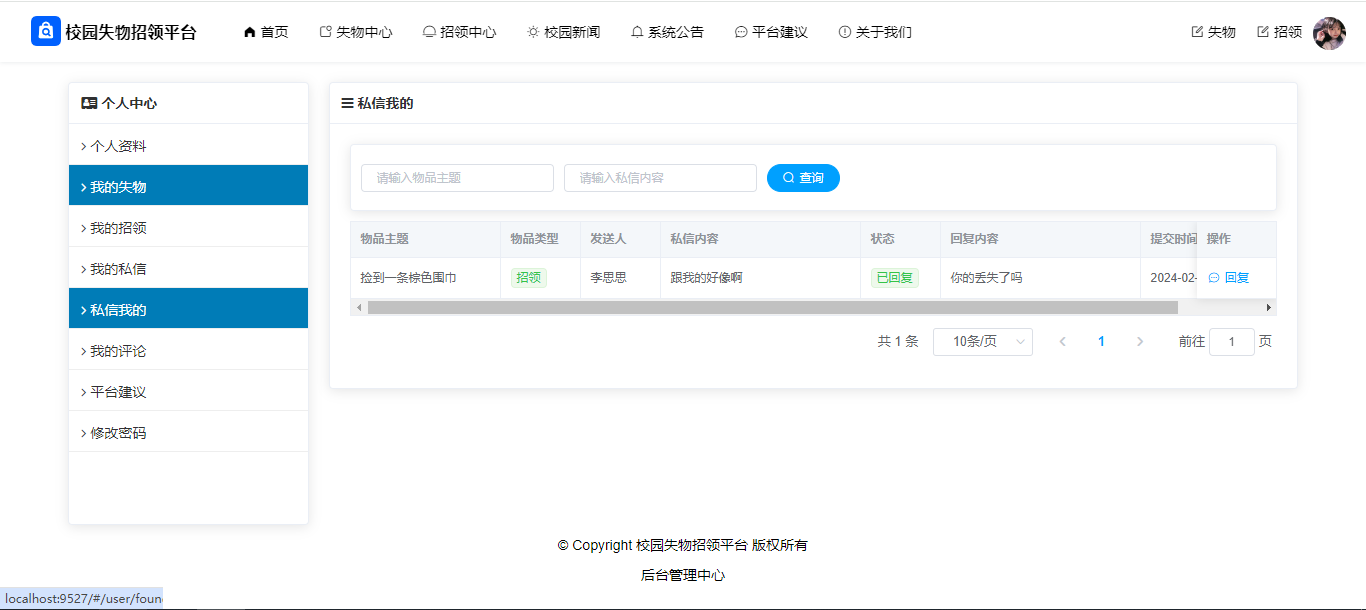 校园失物招领平台 首页 失物中心 招领中心 校园新闻 系统公告 平台建议 关于我们 失物 招领
个人中心
个人资料
我的失物
我的招领
我的私信
私信我的
我的评论
平台建议
修改密码
私信我的
请输入物品主题 请输入私信内容 查询
物品主题 物品类型 发送人 私信内容 状态 回复内容 提交时间 操作
捡到一条棕色围巾 招领 李思思 跟我的好像啊 已回复 你的丢失了吗 2024-02- 回复
共 1 条 10条/页 1 前往 1 页
© Copyright 校园失物招领平台 版权所有
后台管理中心
localhost:9527/#/user/foun